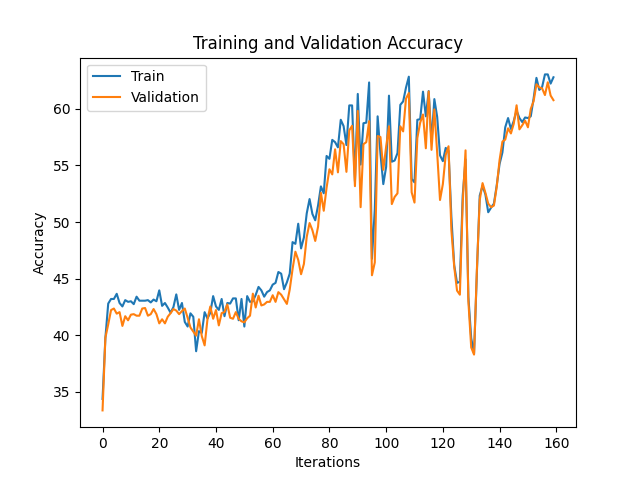 Training and Validation Accuracy
Train
Validation
60
55
50
45
40
35
Accuracy
0 20 40 60 80 100 120 140 160
Iterations